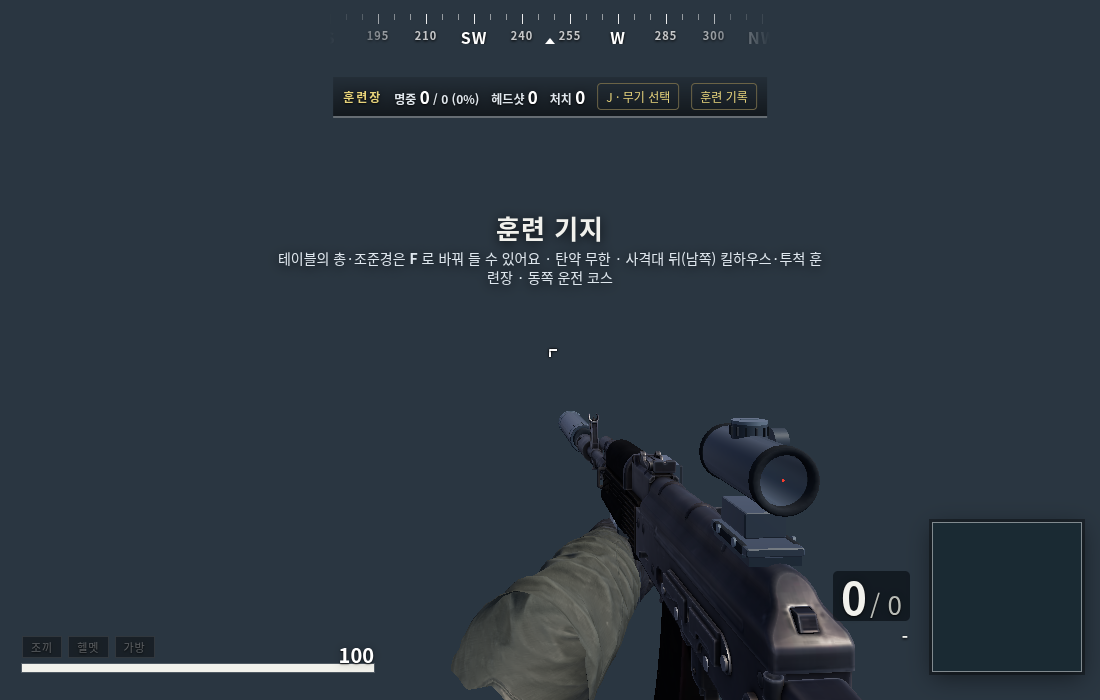 195 210 SW 240 255 W 285 300 NW
훈련장 명중 0 / 0 (0%) 헤드샷 0 처치 0 J · 무기 선택 훈련 기록
훈련 기지
테이블의 총·조준경은 F 로 바꿔 들 수 있어요 · 탄약 무한 · 사격대 뒤(남쪽) 킬하우스·투척 훈
련장 · 동쪽 운전 코스
0 / 0
-
조끼 헬멧 가방
100